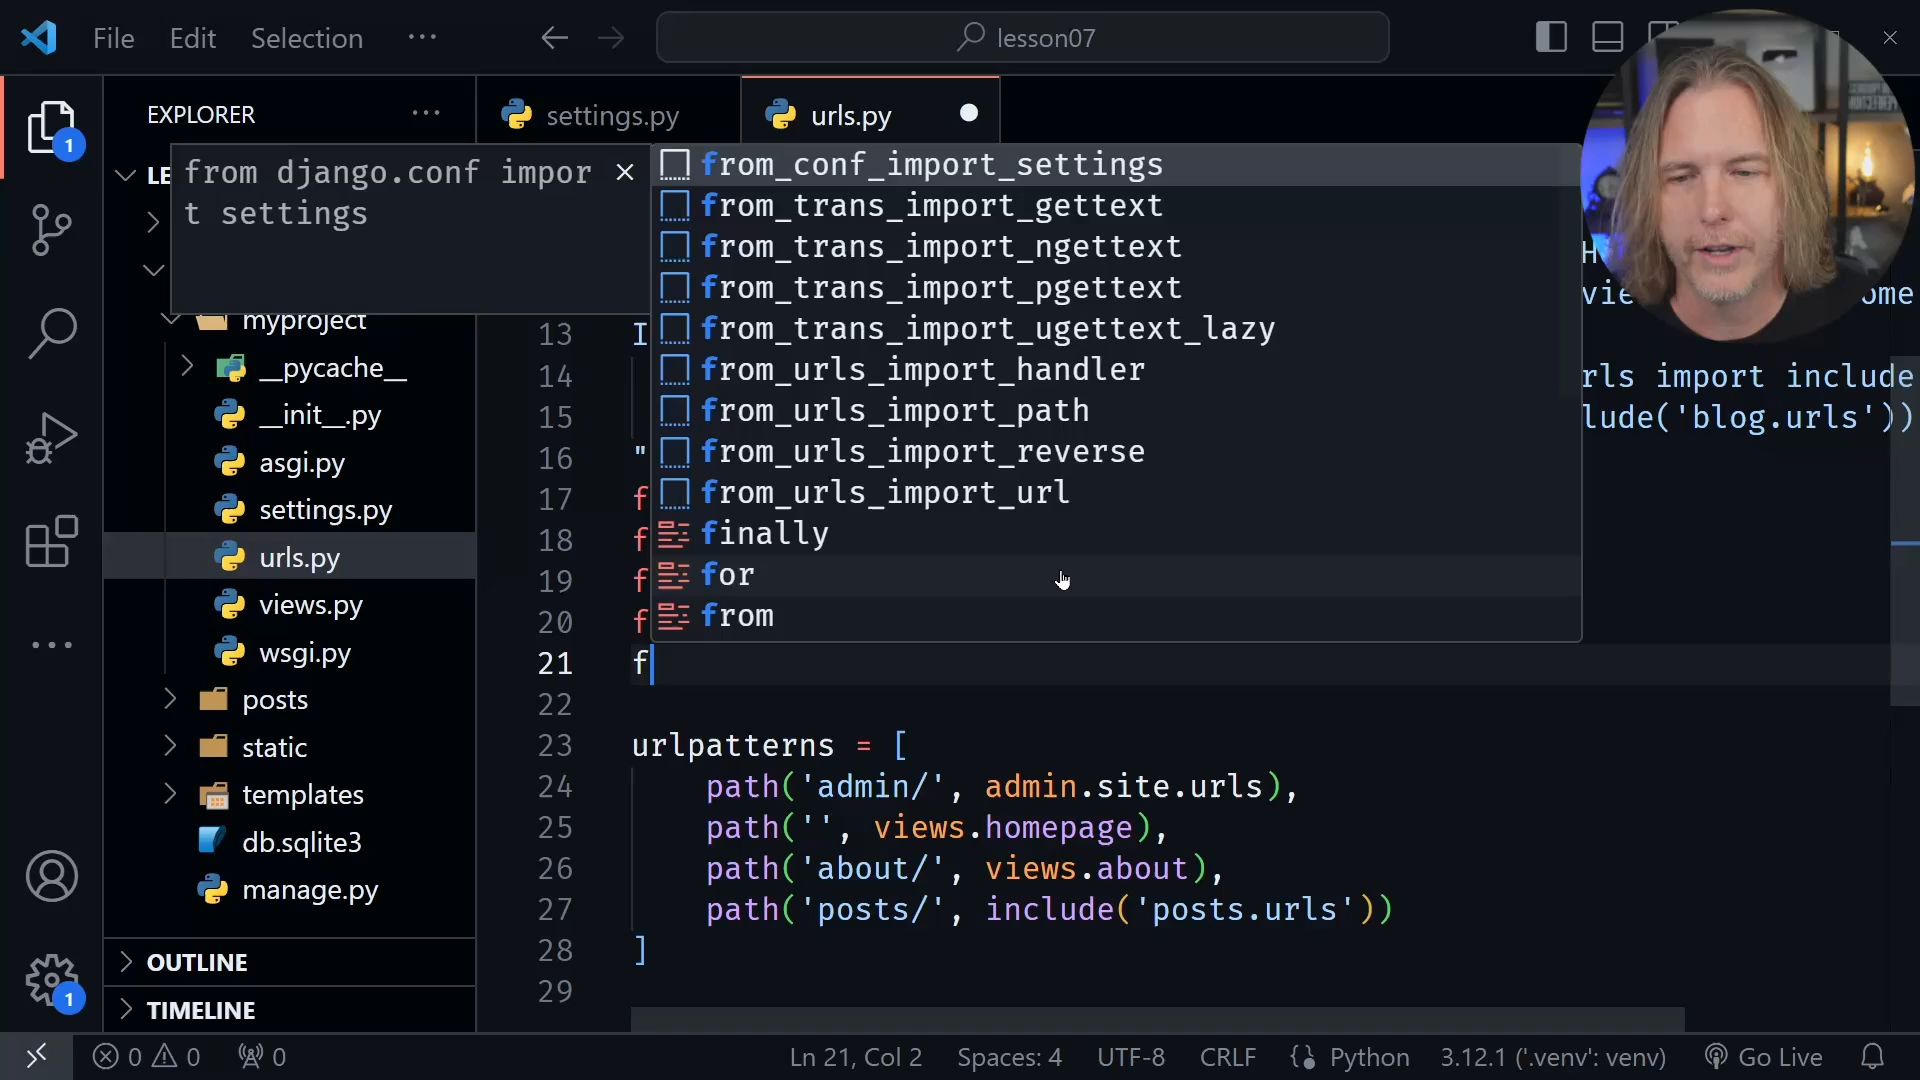 File Edit Selection ··· lesson07
EXPLORER ···
settings.py
urls.py
from django.conf impor
t settings
from_conf_import_settings
from_trans_import_gettext
from_trans_import_ngettext
from_trans_import_pgettext
from_trans_import_ugettext_lazy
from_urls_import_handler
from_urls_import_path
from_urls_import_reverse
from_urls_import_url
finally
for
from
1
LE
myproject
__pycache__
__init__.py
asgi.py
settings.py
urls.py
views.py
wsgi.py
posts
static
templates
db.sqlite3
manage.py
OUTLINE
TIMELINE
1
H
vie ome
13 I
14 rls import include
15 lude('blog.urls'))
16 "
17 f
18 f
19 f
20 f
21 f
22
23 urlpatterns = [
24 path('admin/', admin.site.urls),
25 path('', views.homepage),
26 path('about/', views.about),
27 path('posts/', include('posts.urls'))
28 ]
29
0 0 0 Ln 21, Col 2 Spaces: 4 UTF-8 CRLF Python 3.12.1 ('.venv': venv) Go Live